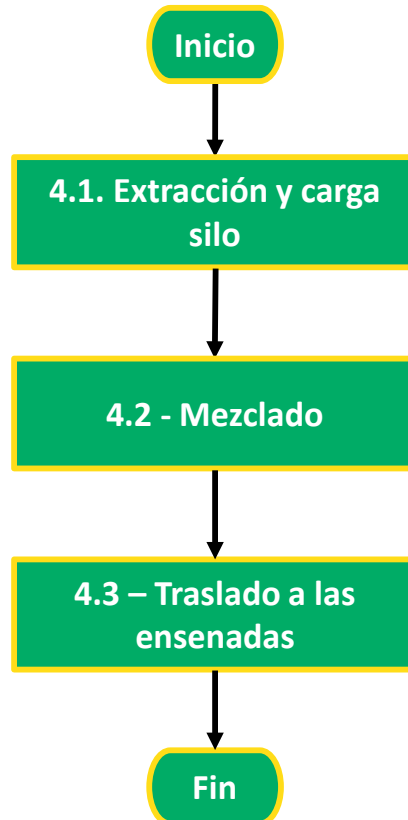 Inicio
4.1. Extracción y carga
silo
4.2 - Mezclado
4.3 – Traslado a las
ensenadas
Fin